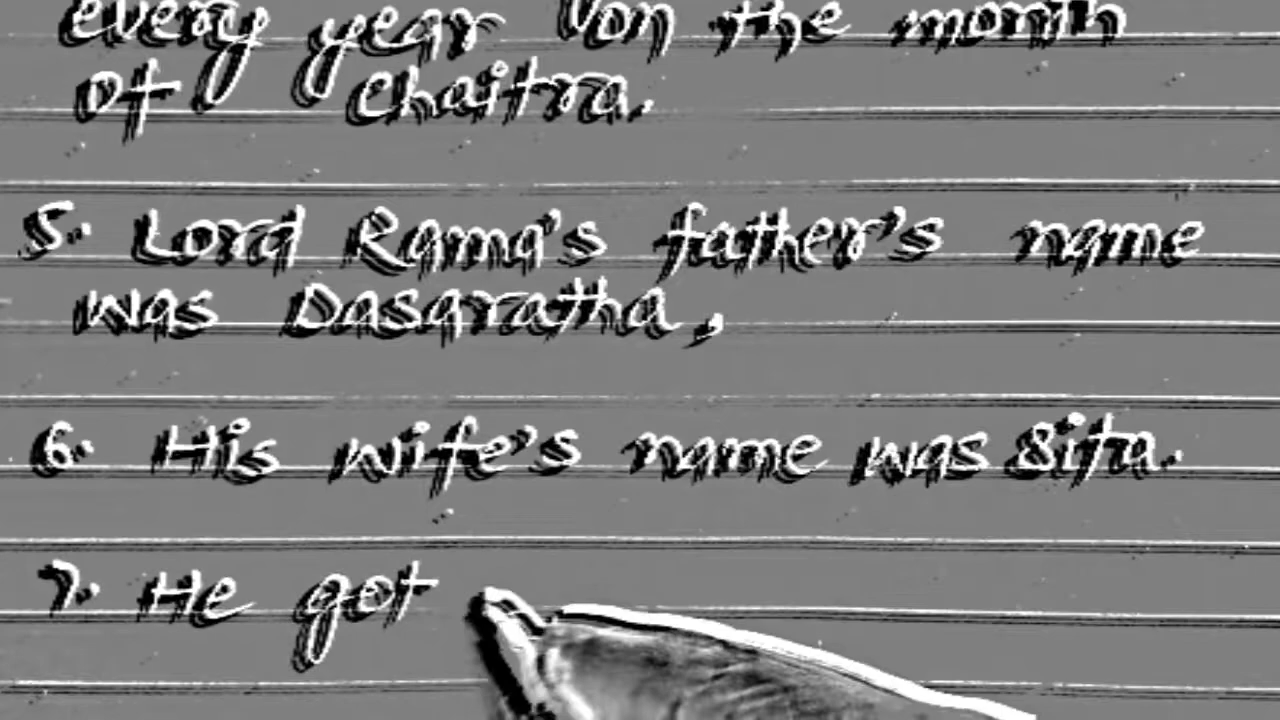 every year on the month
of Chaitra.
5. Lord Rama's father's name
was Dasaratha,
6. His wife's name was Sita.
7. He got